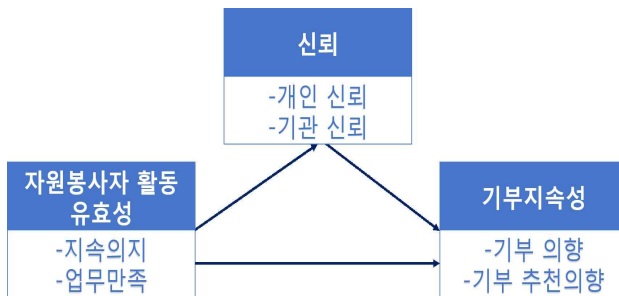 신뢰
-개인 신뢰
-기관 신뢰
자원봉사자 활동
유효성
-지속의지
-업무만족
기부지속성
-기부 의향
-기부 추천의향